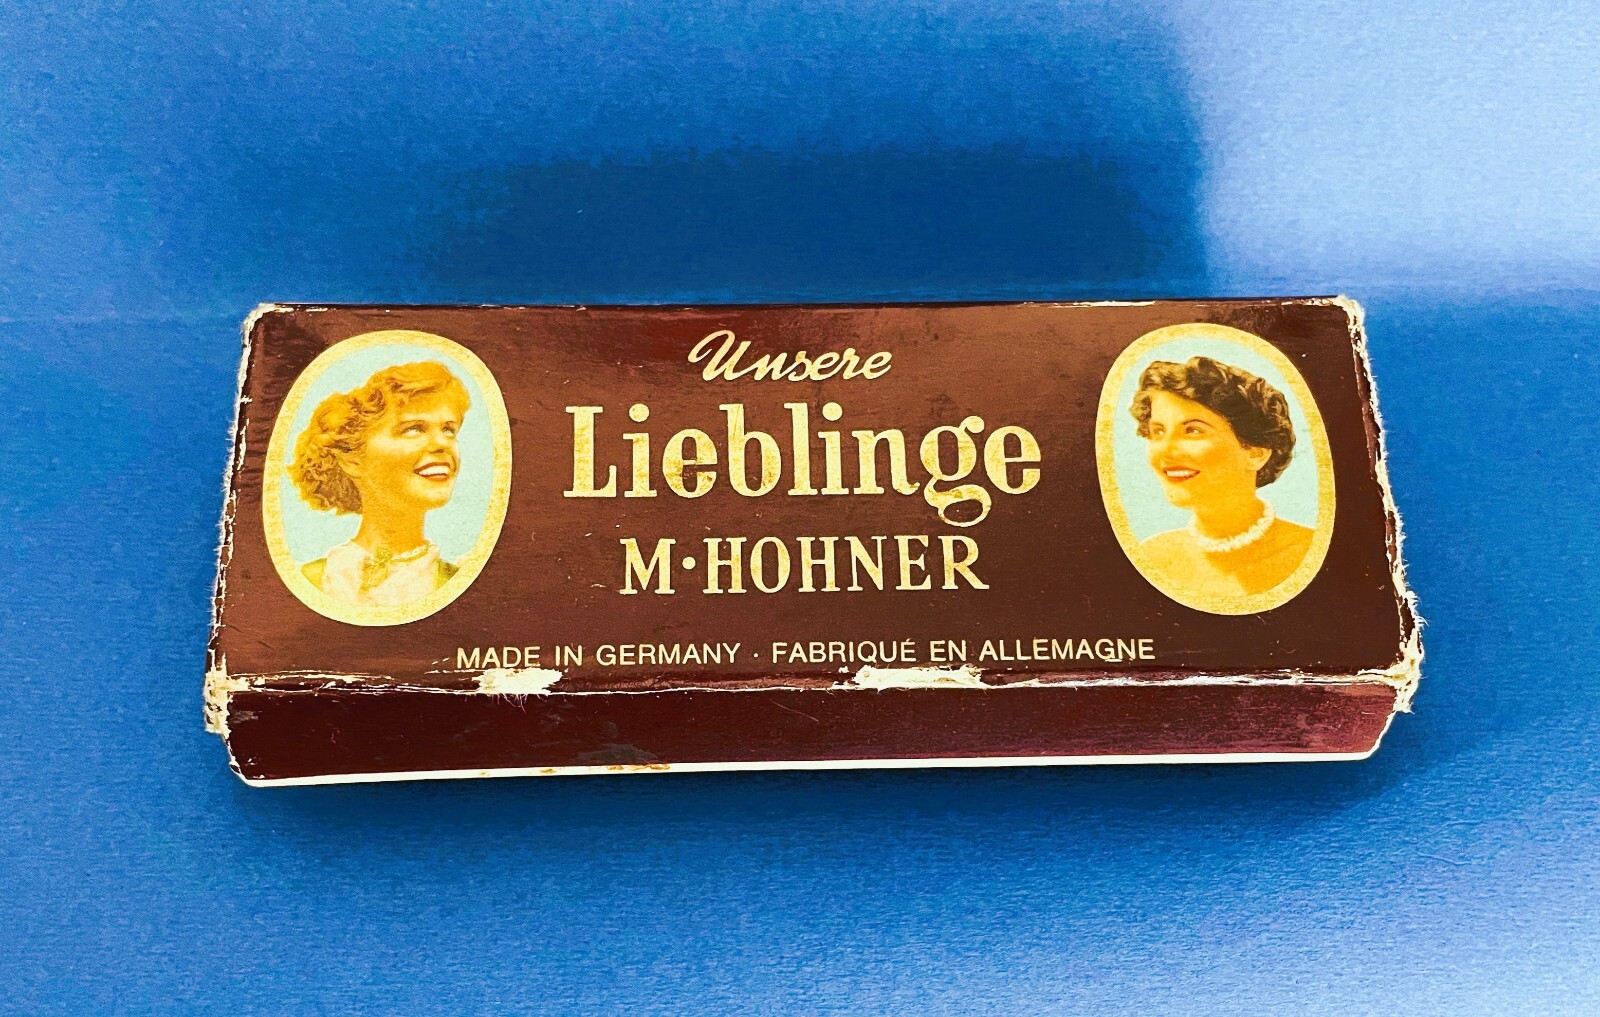 Unsere
Lieblinge
M·HOHNER
MADE IN GERMANY · FABRIQUÉ EN ALLEMAGNE